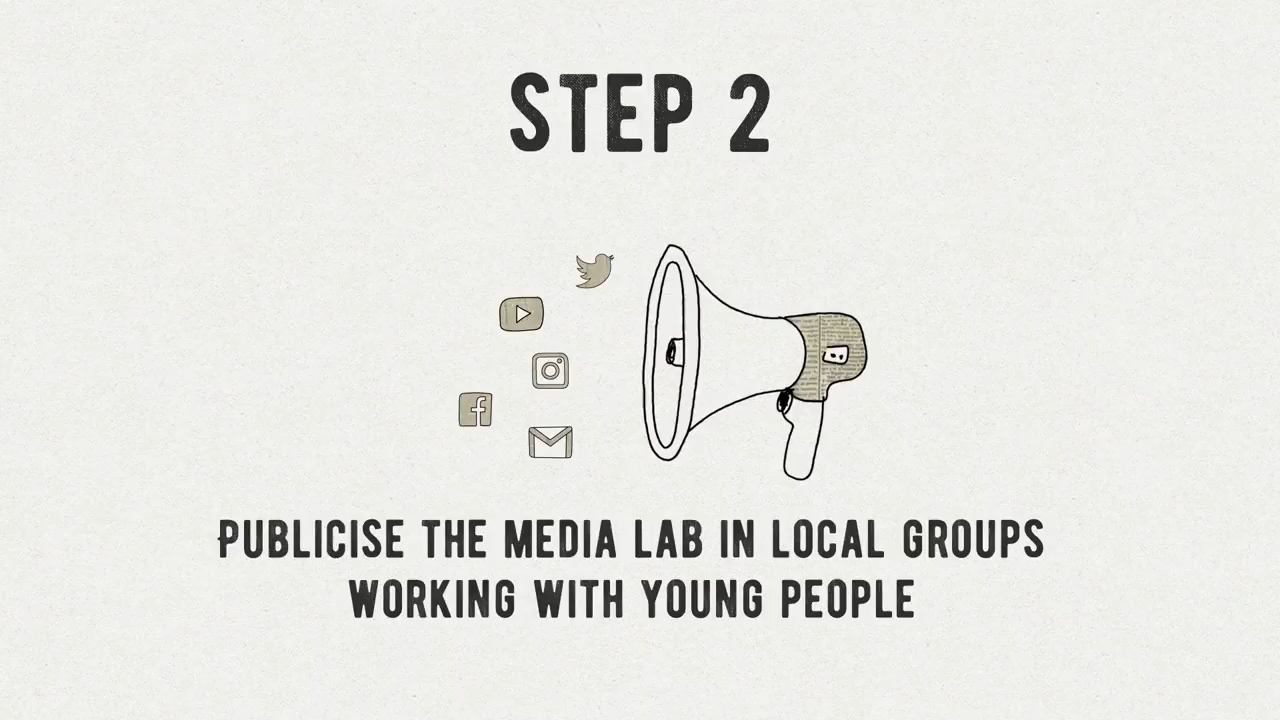 STEP 2
PUBLICISE THE MEDIA LAB IN LOCAL GROUPS
WORKING WITH YOUNG PEOPLE